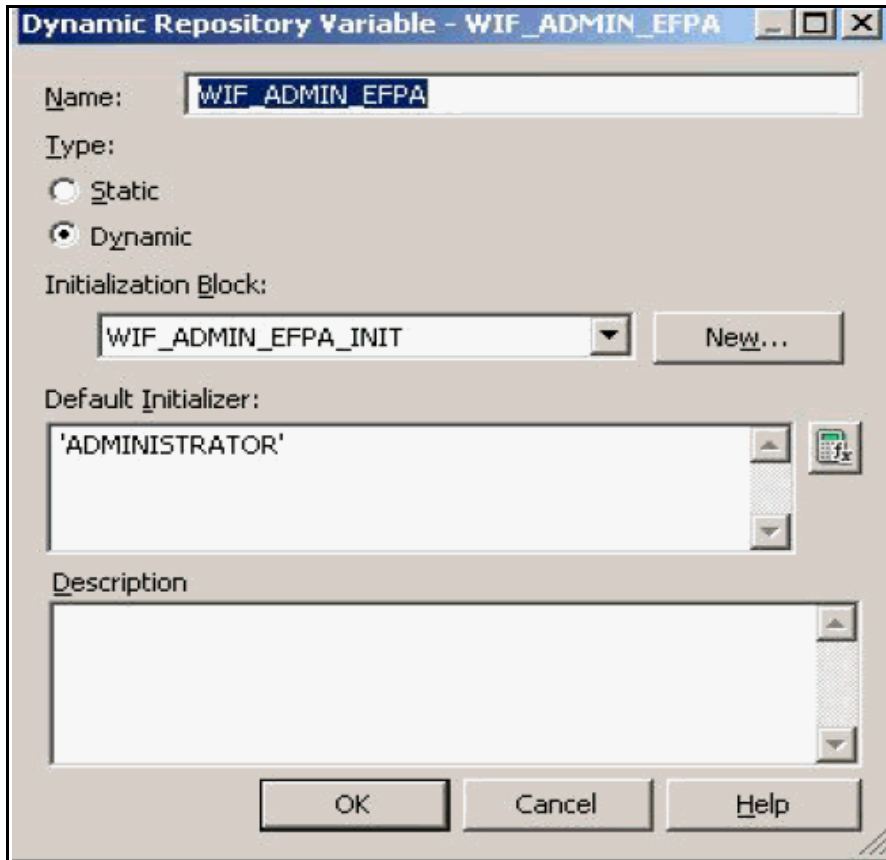 Dynamic Repository Variable - WIF_ADMIN_EFPA
Name: WIF_ADMIN_EFPA
Type:
Static
Dynamic
Initialization Block:
WIF_ADMIN_EFPA_INIT New...
Default Initializer:
'ADMINISTRATOR'
Description
OK Cancel Help